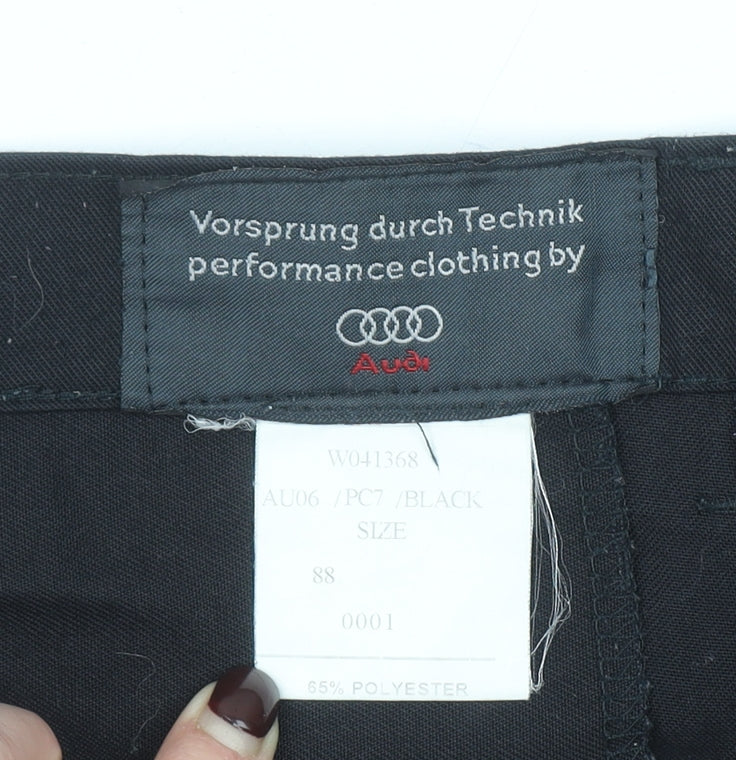 Vorsprung durch Technik
performance clothing by
Audi
W041368
AU06 /PC7 /BLACK
SIZE
88
0001
65% POLYESTER